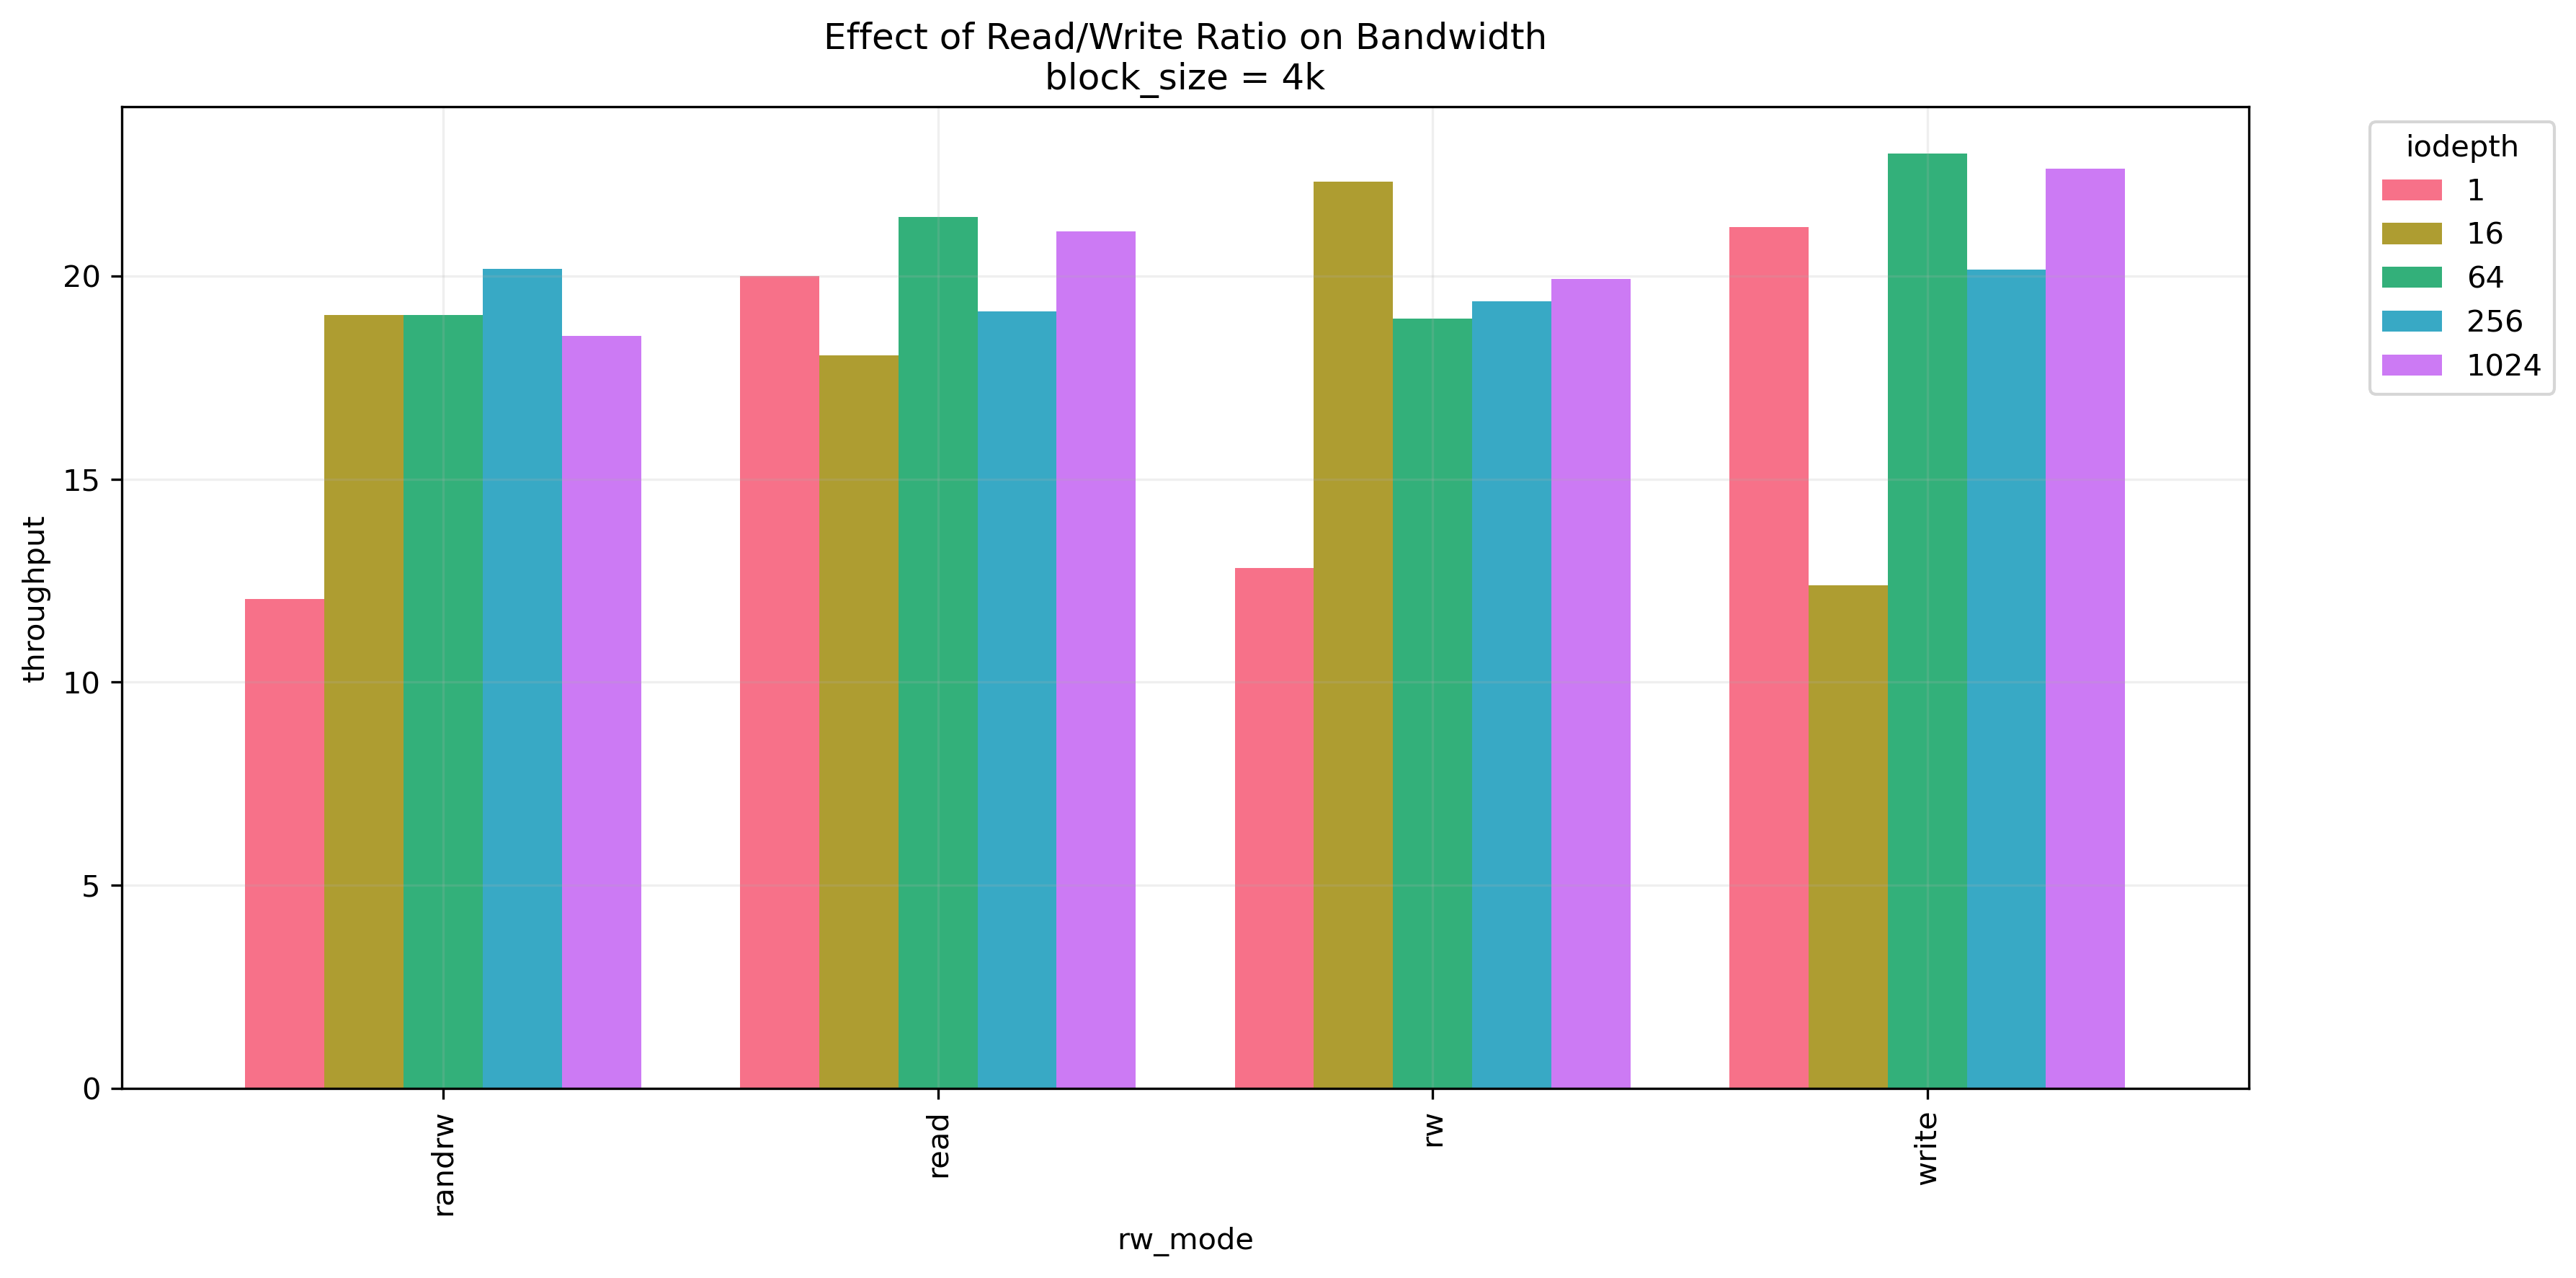 Effect of Read/Write Ratio on Bandwidth
block_size = 4k
iodepth
1
16
64
256
1024
throughput
20
15
10
5
0
randrw
read
rw
write
rw_mode